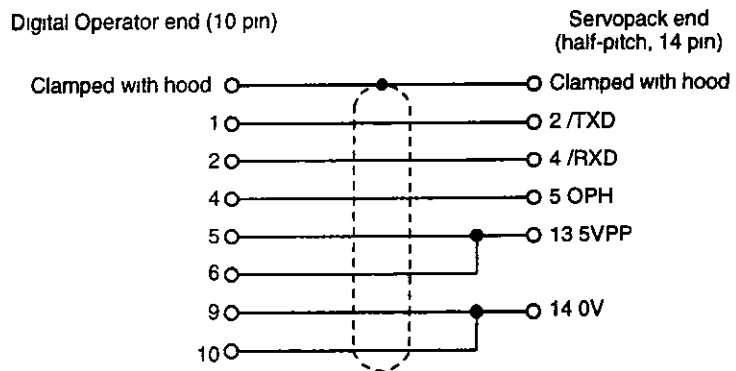 Digital Operator end (10 pin)
Servopack end
(half-pitch, 14 pin)
Clamped with hood
Clamped with hood
1
2 /TXD
2
4 /RXD
4
5 OPH
5
13 5VPP
6
9
14 0V
10